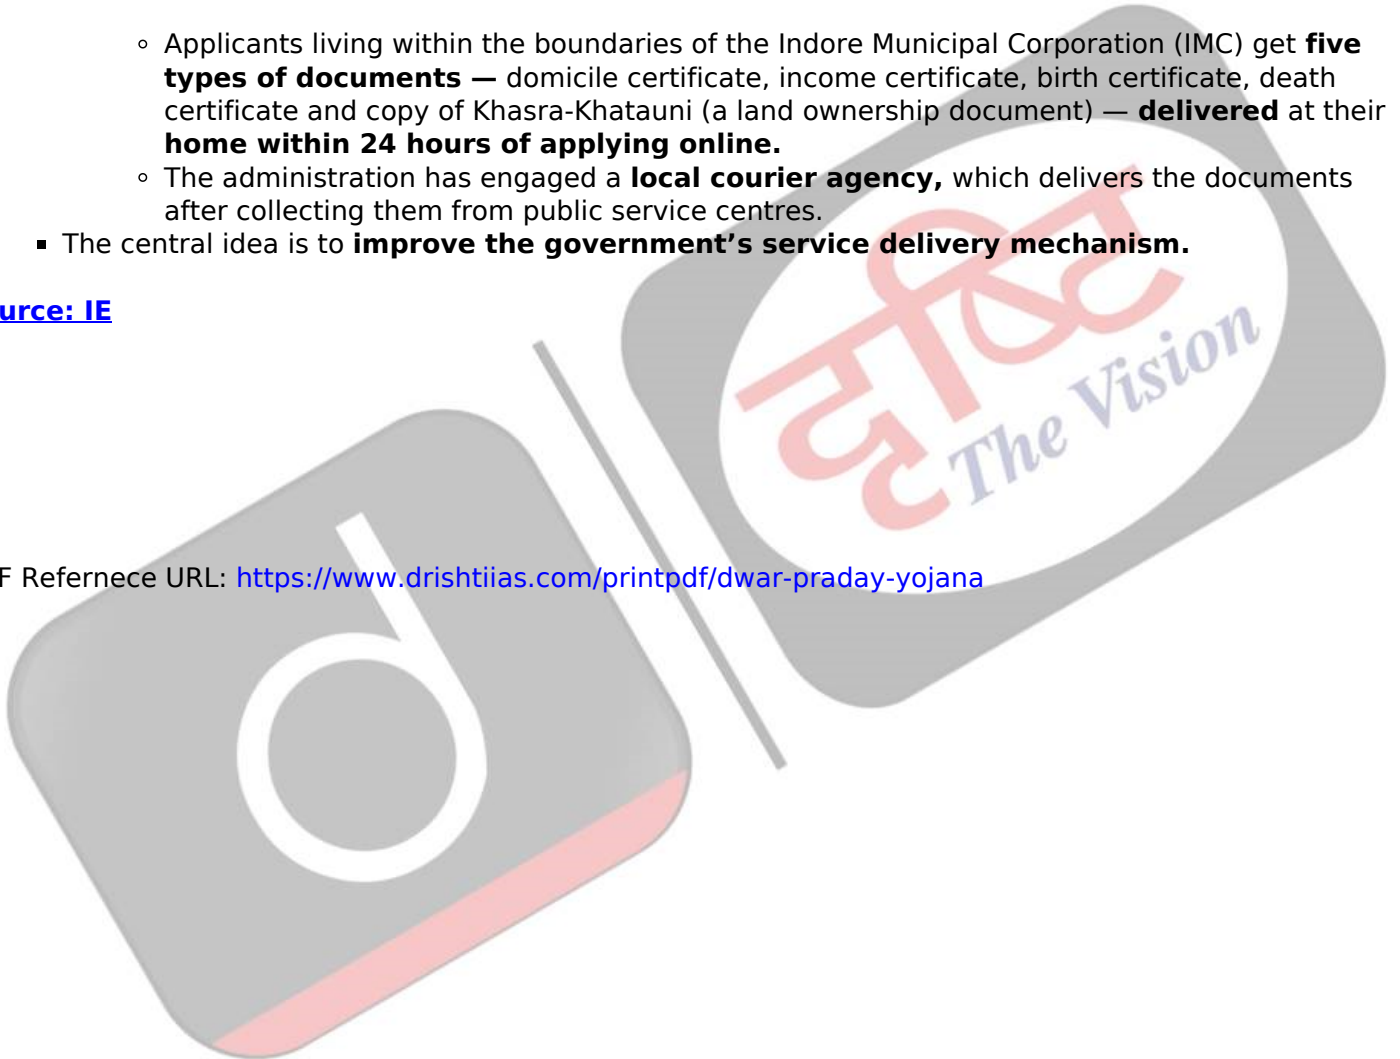 ◦ Applicants living within the boundaries of the Indore Municipal Corporation (IMC) get five
types of documents — domicile certificate, income certificate, birth certificate, death
certificate and copy of Khasra-Khatauni (a land ownership document) — delivered at their
home within 24 hours of applying online.
◦ The administration has engaged a local courier agency, which delivers the documents
after collecting them from public service centres.
▪ The central idea is to improve the government’s service delivery mechanism.
urce: IE
दृष्टि
The Vision
F Refernece URL: https://www.drishtiias.com/printpdf/dwar-praday-yojana
d